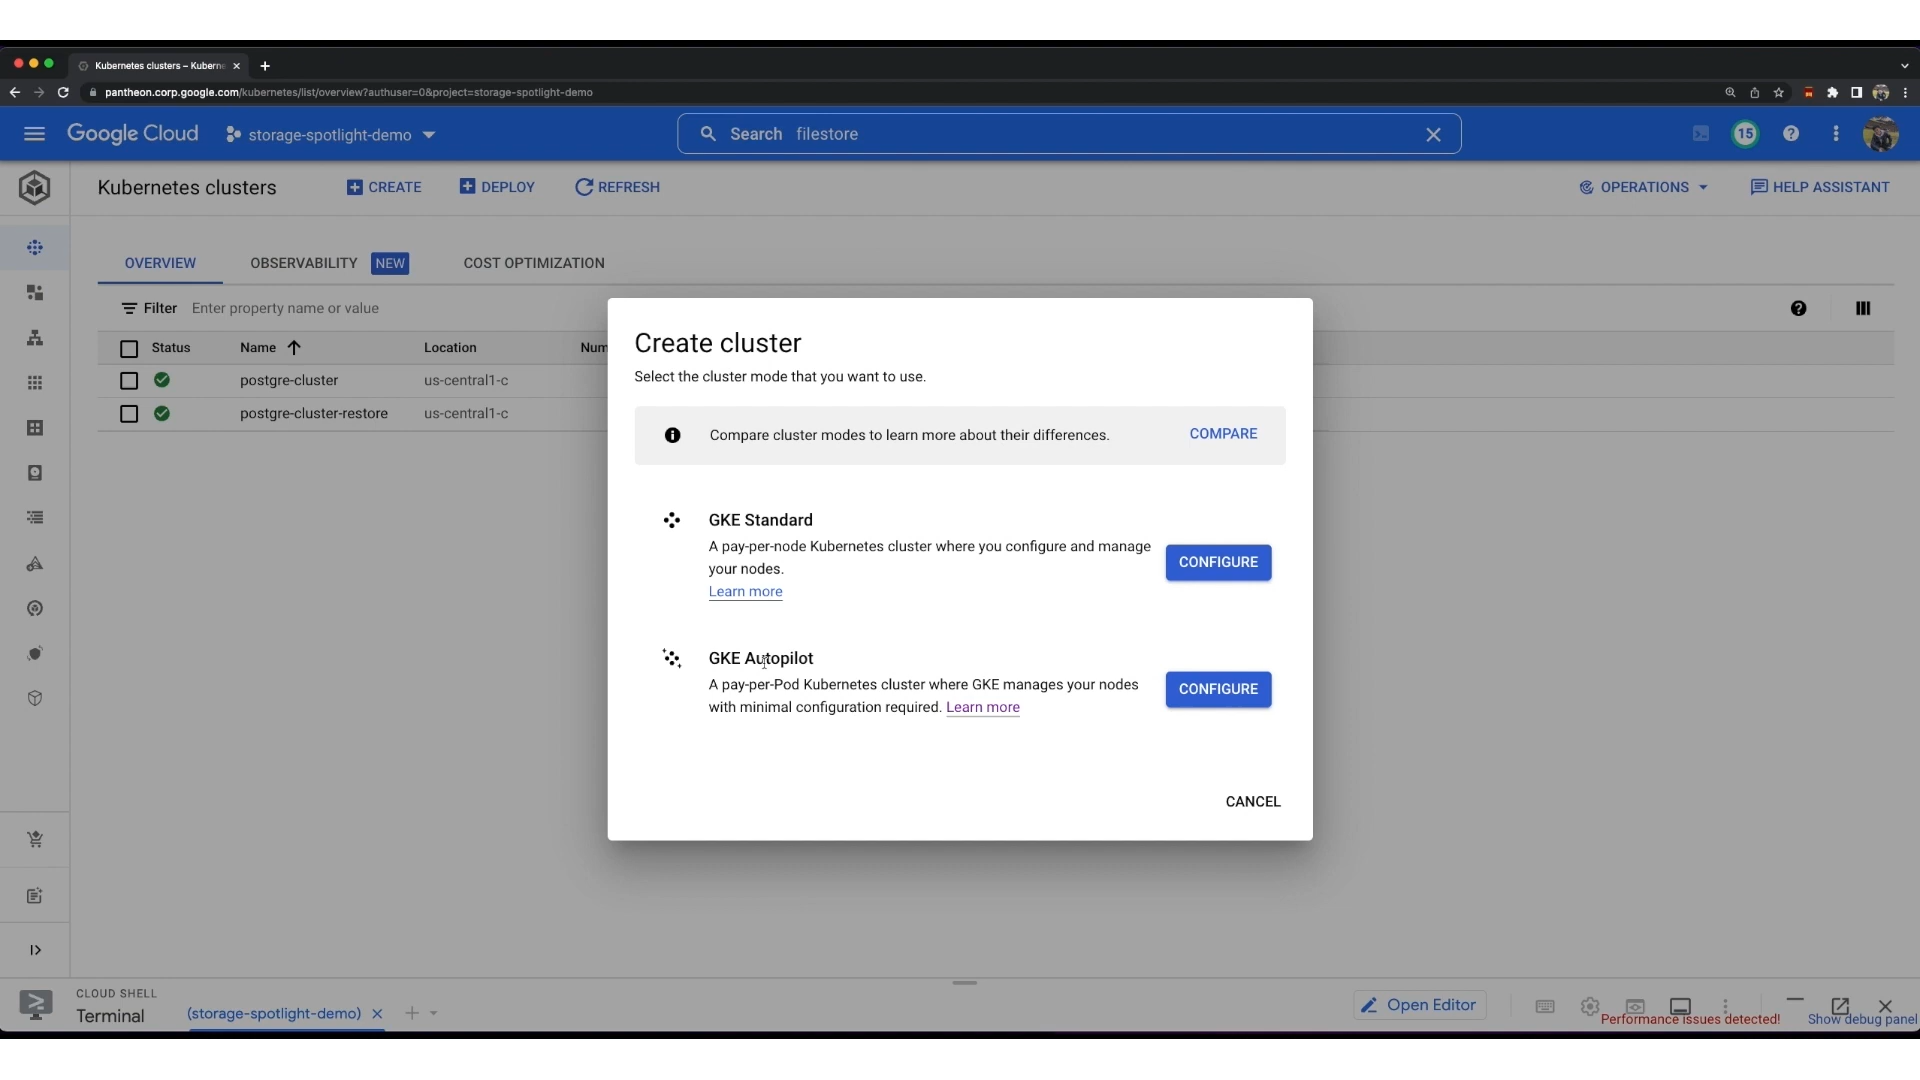 Kubernetes clusters – Kubern
pantheon.corp.google.com/kubernetes/list/overview?authuser=0&project=storage-spotlight-demo
Google Cloud
storage-spotlight-demo
Search filestore
15
Kubernetes clusters
CREATE
DEPLOY
REFRESH
OPERATIONS
HELP ASSISTANT
OVERVIEW
OBSERVABILITY NEW
COST OPTIMIZATION
Filter Enter property name or value
Status Name Location Num
postgre-cluster us-central1-c
postgre-cluster-restore us-central1-c
Create cluster
Select the cluster mode that you want to use.
Compare cluster modes to learn more about their differences. COMPARE
GKE Standard
A pay-per-node Kubernetes cluster where you configure and manage
your nodes.
Learn more
CONFIGURE
GKE Autopilot
A pay-per-Pod Kubernetes cluster where GKE manages your nodes
with minimal configuration required. Learn more
CONFIGURE
CANCEL
CLOUD SHELL
Terminal
(storage-spotlight-demo)
Open Editor
Performance issues detected!
Show debug panel